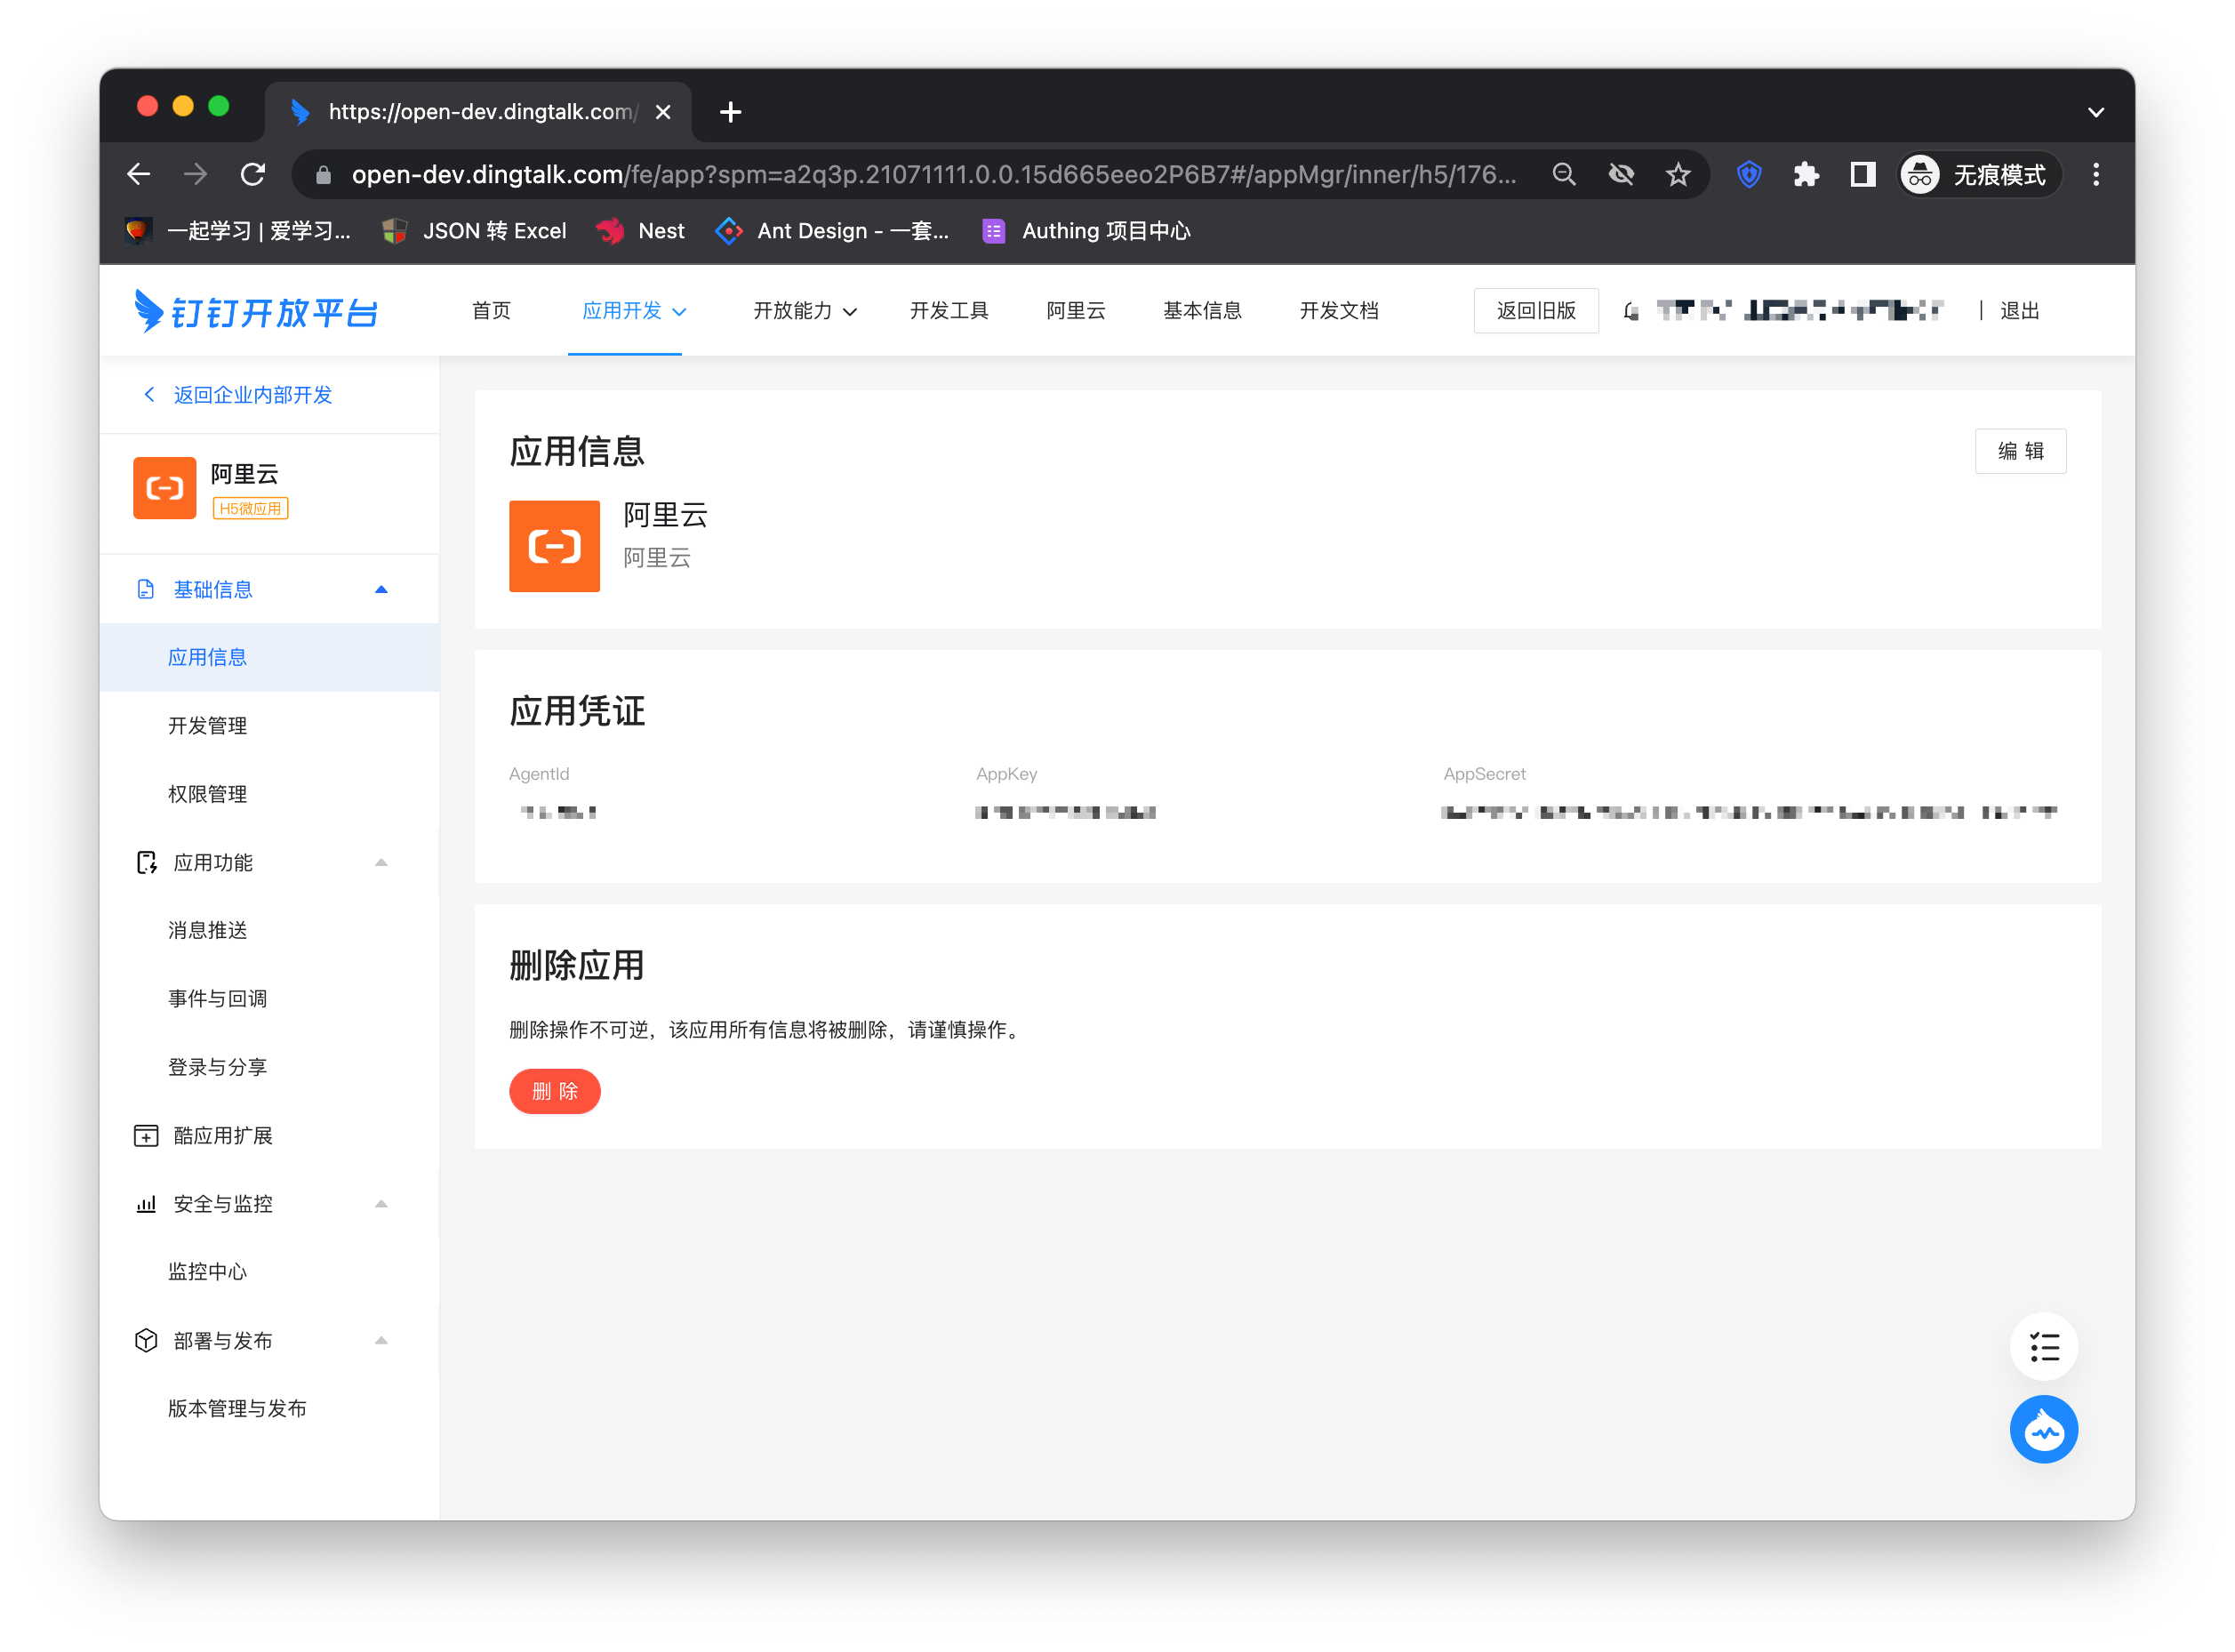 https://open-dev.dingtalk.com/
open-dev.dingtalk.com/fe/app?spm=a2q3p.21071111.0.0.15d665eeo2P6B7#/appMgr/inner/h5/176...
无痕模式
一起学习 | 爱学习...
JSON 转 Excel
Nest
Ant Design - 一套...
Authing 项目中心
钉钉开放平台
首页
应用开发
开放能力
开发工具
阿里云
基本信息
开发文档
返回旧版
退出
返回企业内部开发
阿里云
H5微应用
基础信息
应用信息
开发管理
权限管理
应用功能
消息推送
事件与回调
登录与分享
酷应用扩展
安全与监控
监控中心
部署与发布
版本管理与发布
应用信息
编 辑
阿里云
阿里云
应用凭证
AgentId
AppKey
AppSecret
删除应用
删除操作不可逆，该应用所有信息将被删除，请谨慎操作。
删 除